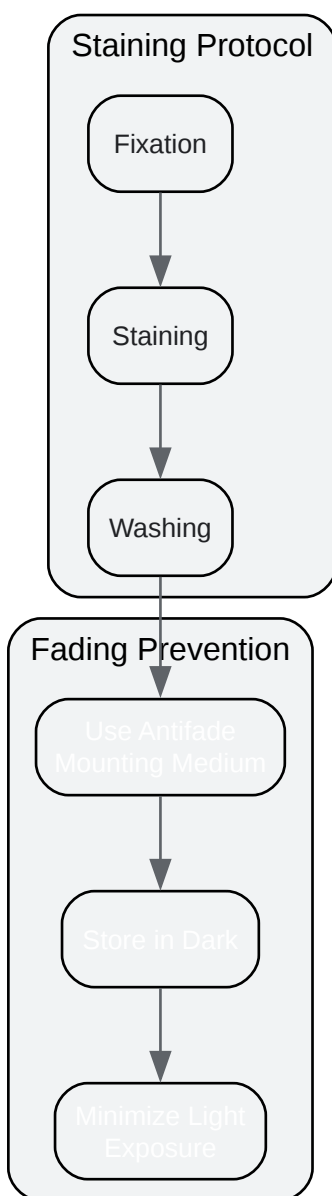 Staining Protocol
Fixation
Staining
Washing
Fading Prevention
Use Antifade
Mounting Medium
Store in Dark
Minimize Light
Exposure